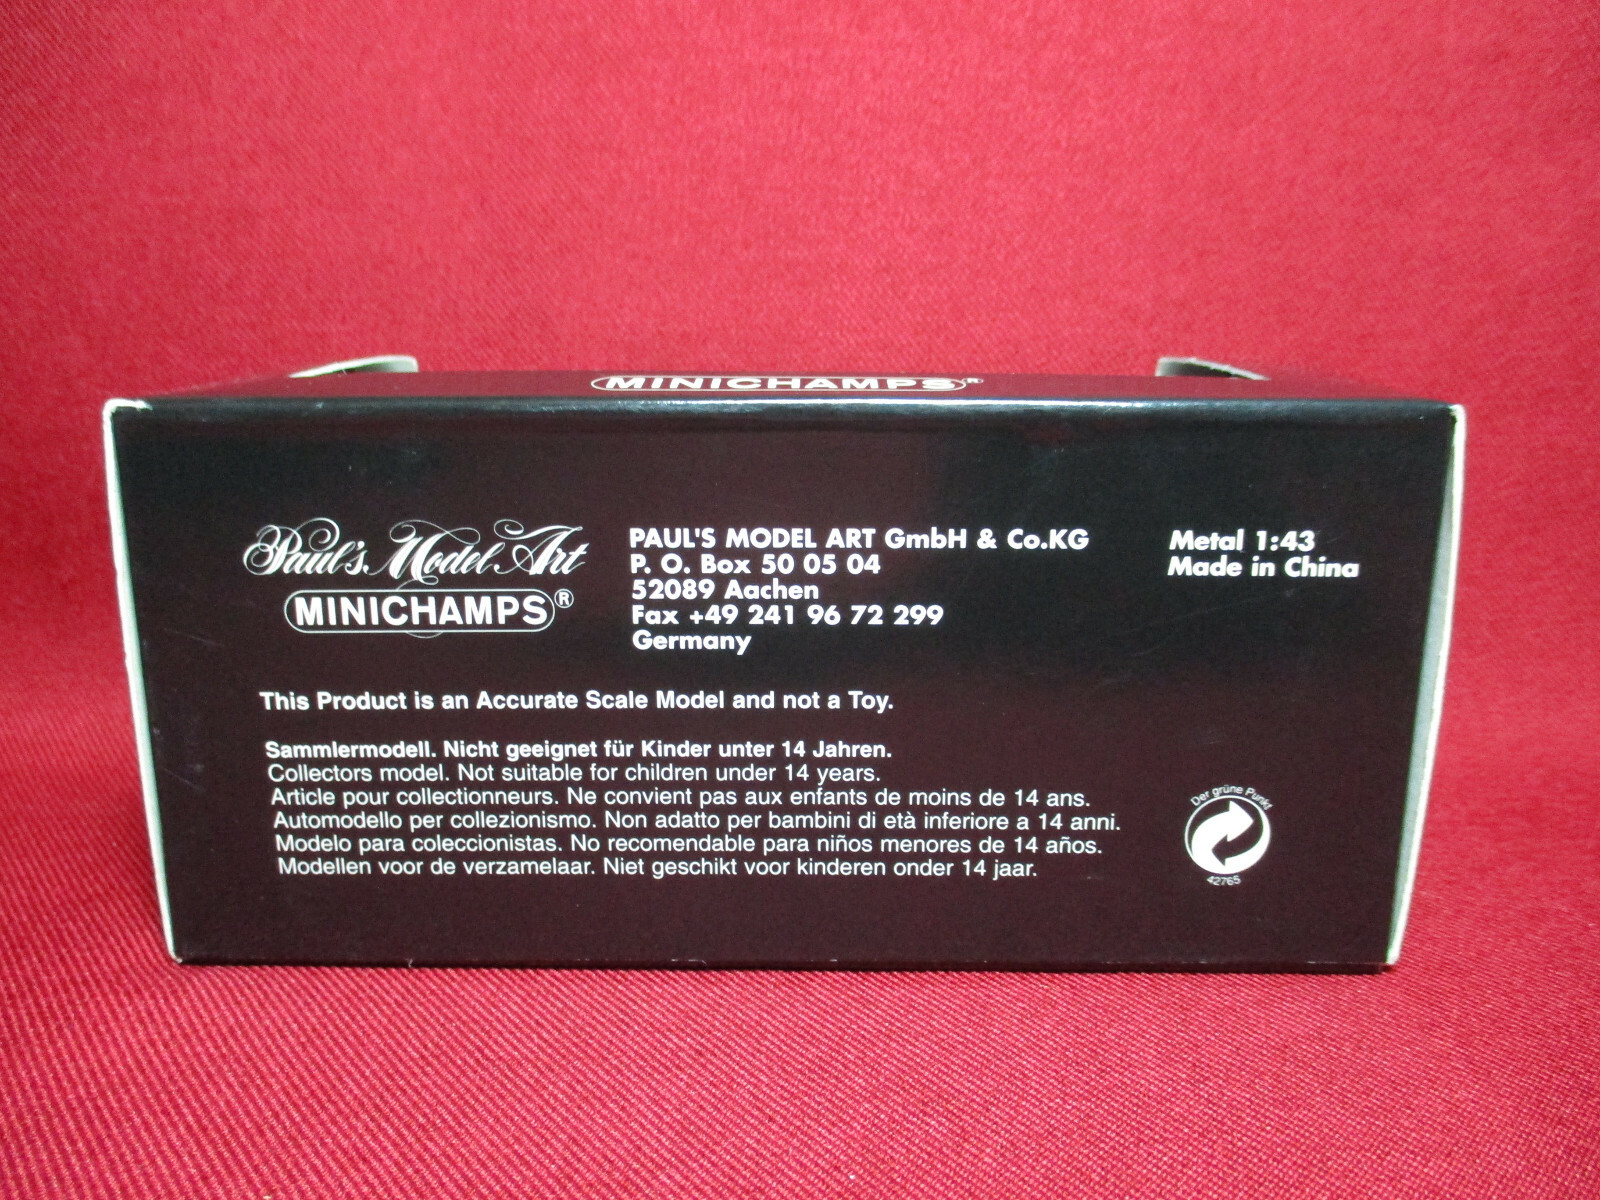 MINICHAMPS®
Paul's Model Art
MINICHAMPS®
PAUL'S MODEL ART GmbH & Co.KG
P. O. Box 50 05 04
52089 Aachen
Fax +49 241 96 72 299
Germany
Metal 1:43
Made in China
This Product is an Accurate Scale Model and not a Toy.
Sammlermodell. Nicht geeignet für Kinder unter 14 Jahren.
Collectors model. Not suitable for children under 14 years.
Article pour collectionneurs. Ne convient pas aux enfants de moins de 14 ans.
Automodello per collezionismo. Non adatto per bambini di età inferiore a 14 anni.
Modelo para coleccionistas. No recomendable para niños menores de 14 años.
Modellen voor de verzamelaar. Niet geschikt voor kinderen onder 14 jaar.
Der grüne Punkt
42765